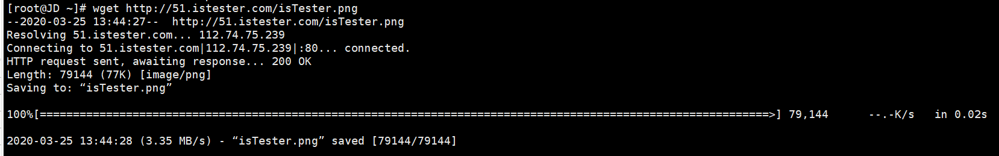 [root@JD ~]# wget http://51.istester.com/isTester.png
--2020-03-25 13:44:27--  http://51.istester.com/isTester.png
Resolving 51.istester.com... 112.74.75.239
Connecting to 51.istester.com|112.74.75.239|:80... connected.
HTTP request sent, awaiting response... 200 OK
Length: 79144 (77K) [image/png]
Saving to: “isTester.png”
100%[==============================================================================================================>] 79,144      --.-K/s   in 0.02s
2020-03-25 13:44:28 (3.35 MB/s) - “isTester.png” saved [79144/79144]